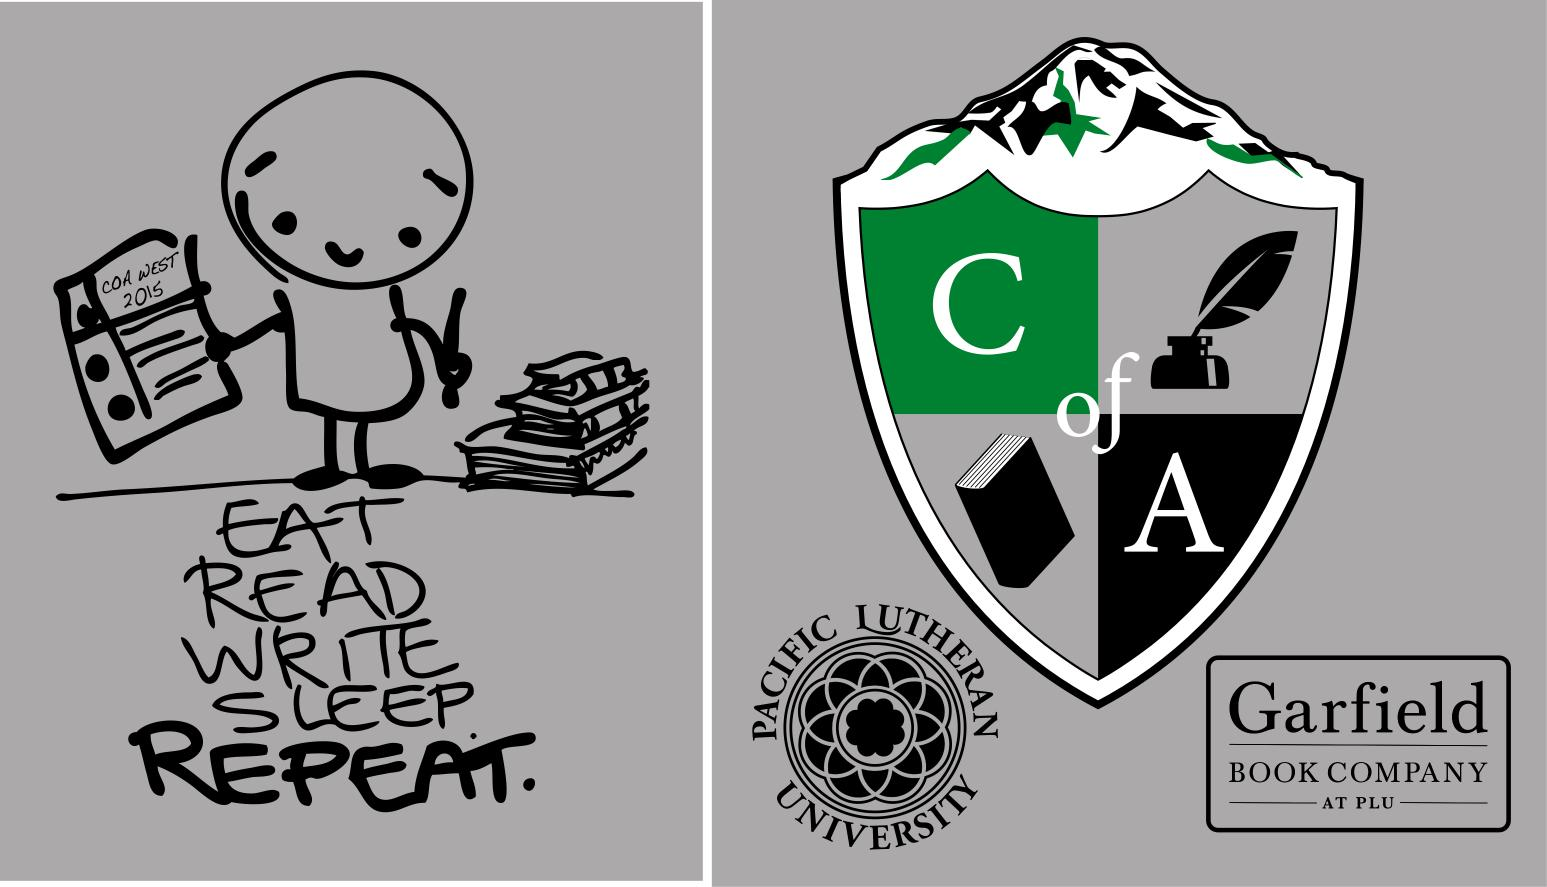 COA WEST
2015
EAT
READ
WRITE
SLEEP
REPEAT.
C
of
A
PACIFIC LUTHERAN
UNIVERSITY
Garfield
BOOK COMPANY
AT PLU